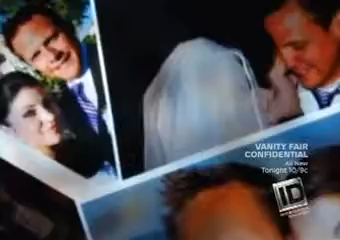 VANITY FAIR
CONFIDENTIAL
All New
Tonight 10/9c
ID